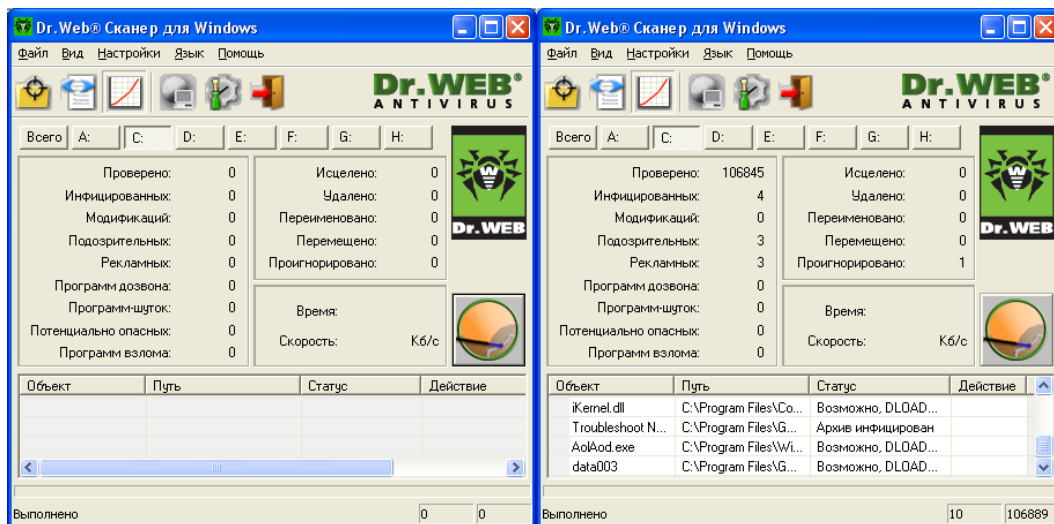 Dr.Web® Сканер для Windows
Файл Вид Настройки Язык Помощь
Dr.WEB®
ANTIVIRUS
Всего A: C: D: E: F: G: H:
Проверено: 0
Инфицированных: 0
Модификаций: 0
Подозрительных: 0
Рекламных: 0
Программ дозвона: 0
Программ-шуток: 0
Потенциально опасных: 0
Программ взлома: 0
Исцелено: 0
Удалено: 0
Переименовано: 0
Перемещено: 0
Проигнорировано: 0
Время:
Скорость: Кб/с
Dr.WEB
Объект Путь Статус Действие
Выполнено 0 0
Dr.Web® Сканер для Windows
Файл Вид Настройки Язык Помощь
Dr.WEB®
ANTIVIRUS
Всего A: C: D: E: F: G: H:
Проверено: 106845
Инфицированных: 4
Модификаций: 0
Подозрительных: 3
Рекламных: 3
Программ дозвона: 0
Программ-шуток: 0
Потенциально опасных: 0
Программ взлома: 0
Исцелено: 0
Удалено: 0
Переименовано: 0
Перемещено: 0
Проигнорировано: 1
Время:
Скорость: Кб/с
Dr.WEB
Объект Путь Статус Действие
iKernel.dll C:\Program Files\Co... Возможно, DLOAD...
Troubleshoot N... C:\Program Files\G... Архив инфицирован
AolAod.exe C:\Program Files\Wi... Возможно, DLOAD...
data003 C:\Program Files\G... Возможно, DLOAD...
Выполнено 10 106889